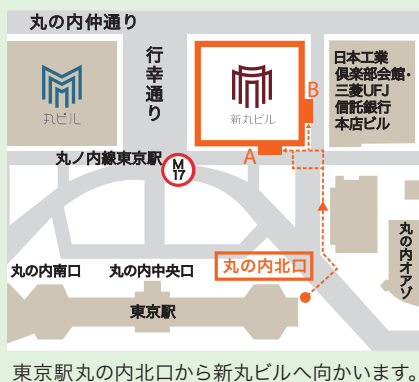 丸の内仲通り
行幸通り
丸ビル
新丸ビル
B
A
日本工業
倶楽部会館・
三菱UFJ
信託銀行
本店ビル
丸ノ内線東京駅
M
17
丸の内オアゾ
丸の内北口
丸の内南口
丸の内中央口
東京駅
東京駅丸の内北口から新丸ビルへ向かいます。